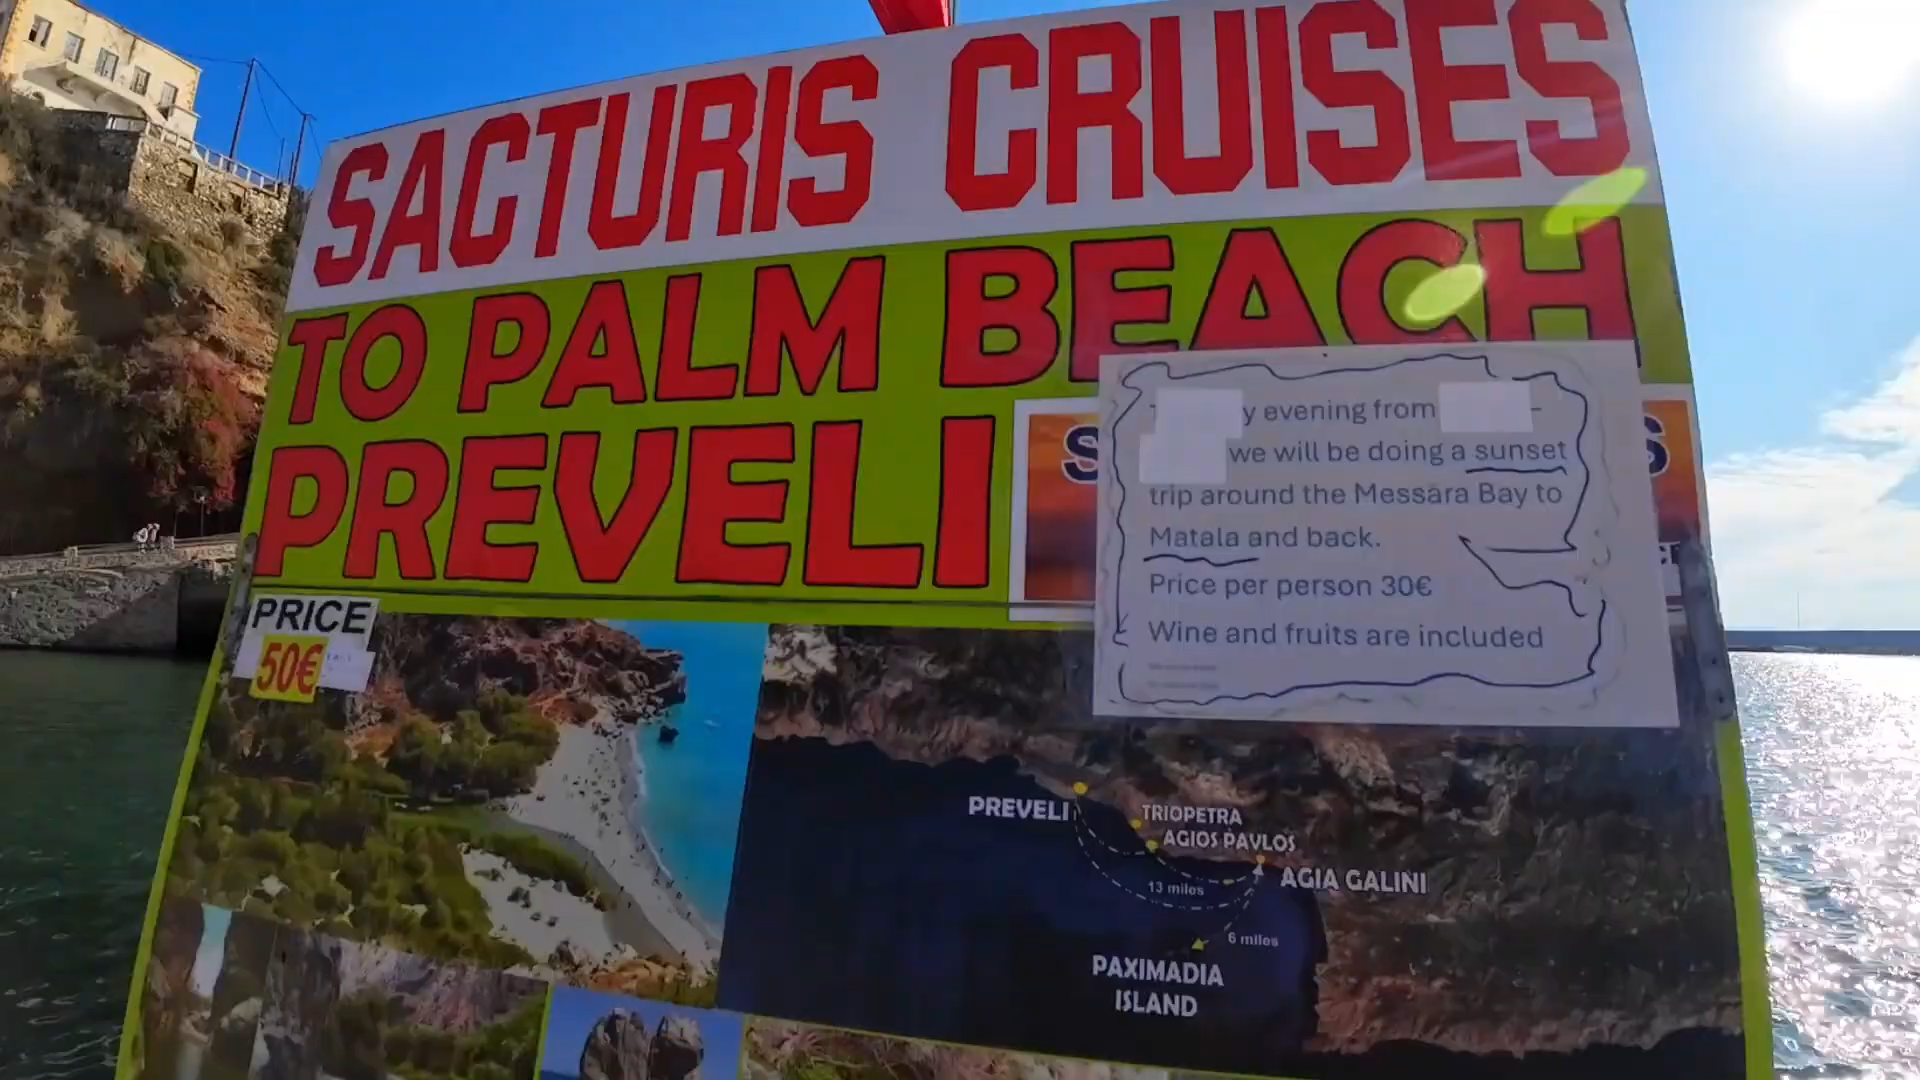 SACTURIS CRUISES
TO PALM BEACH
PREVELI
y evening from
we will be doing a sunset
trip around the Messara Bay to
Matala and back.
Price per person 30€
Wine and fruits are included
PRICE
50€
PREVELI
TRIOPETRA
AGIOS PAVLOS
AGIA GALINI
13 miles
6 miles
PAXIMADIA
ISLAND